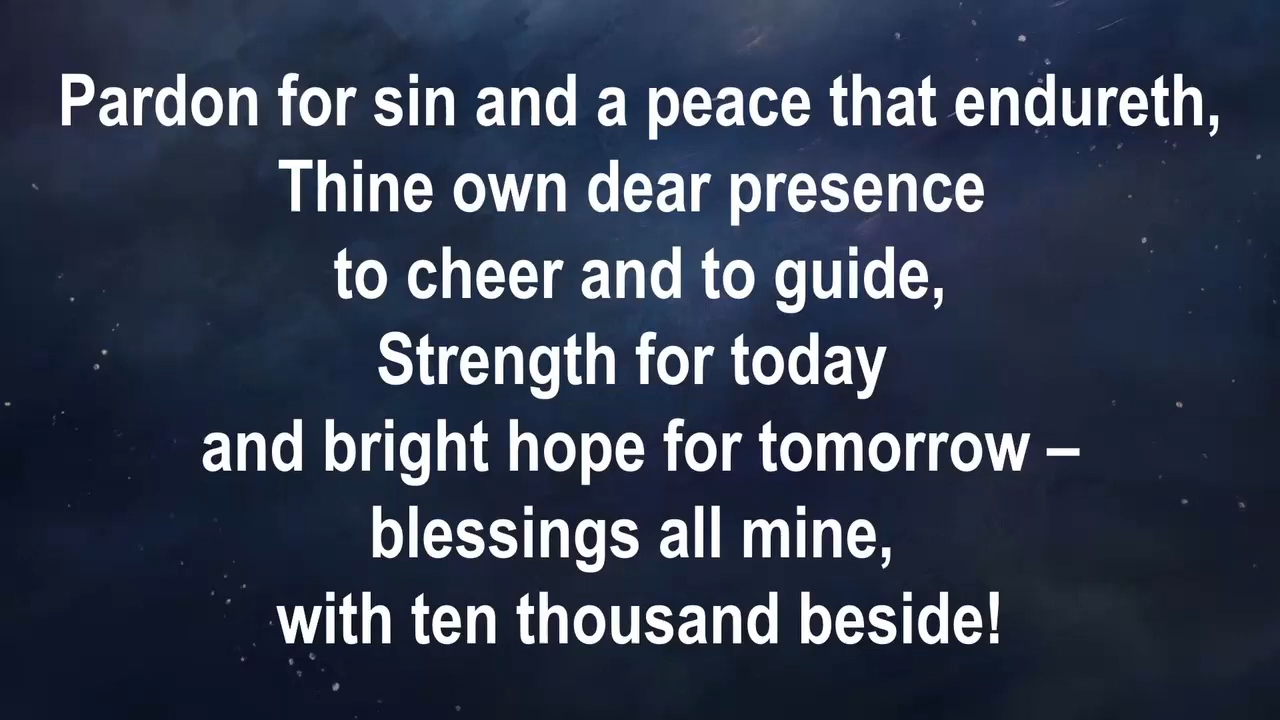 Pardon for sin and a peace that endureth,
Thine own dear presence
to cheer and to guide,
Strength for today
and bright hope for tomorrow –
blessings all mine,
with ten thousand beside!